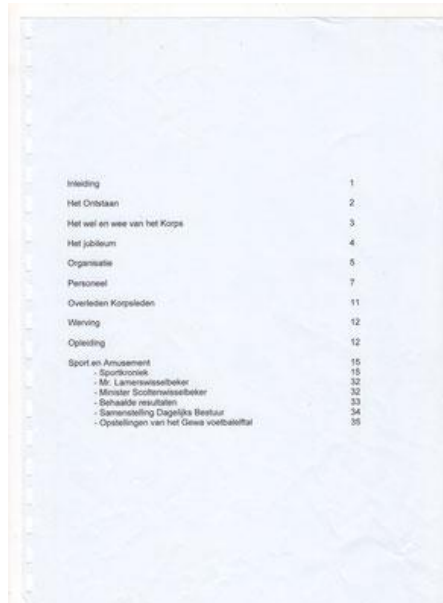 Inleiding 1
Het Ontstaan 2
Het wel en wee van het Korps 3
Het jubileum 4
Organisatie 5
Personeel 7
Overleden Korpsleden 11
Werving 12
Opleiding 12
Sport en Amusement 15
- Sportkroniek 15
- Mr. Lamerswisselbeker 32
- Minister Scoltenwisselbeker 32
- Behaalde resultaten 33
- Samenstelling Dagelijks Bestuur 34
- Opstellingen van het Gewa voetbalelftal 35